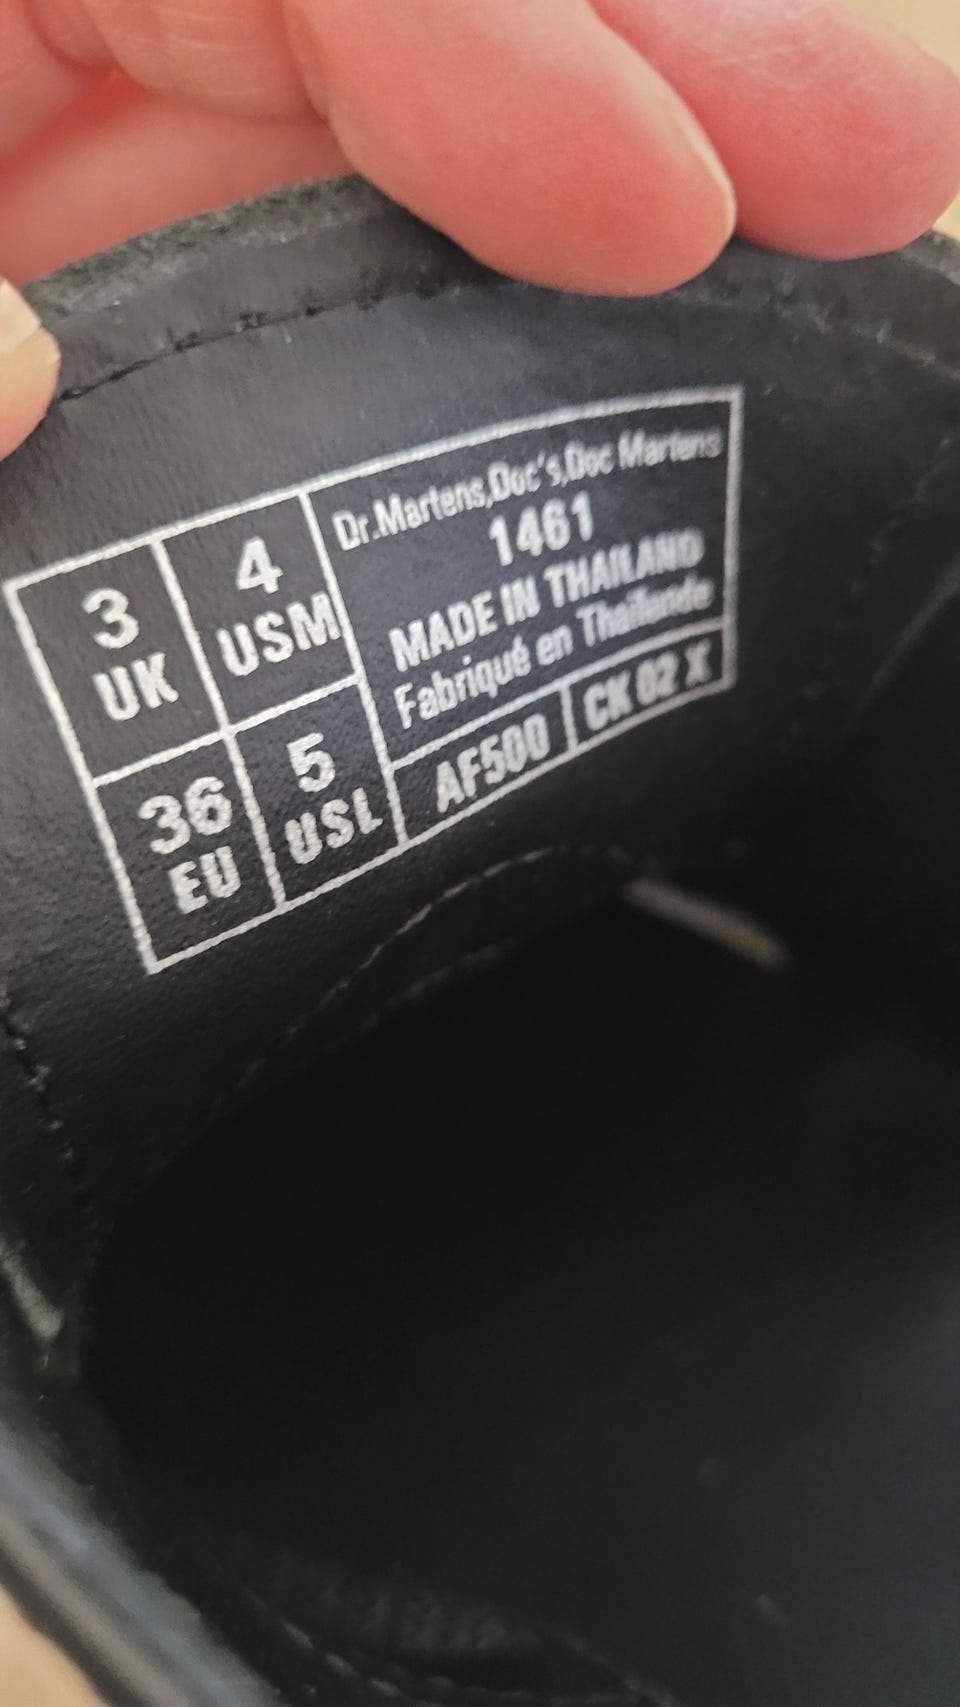 3
UK
4
USM
36
EU
5
USL
Dr.Martens,Doc's,Doc Martens
1461
MADE IN THAILAND
Fabriqué en Thaïlande
AF500
CK 02 X